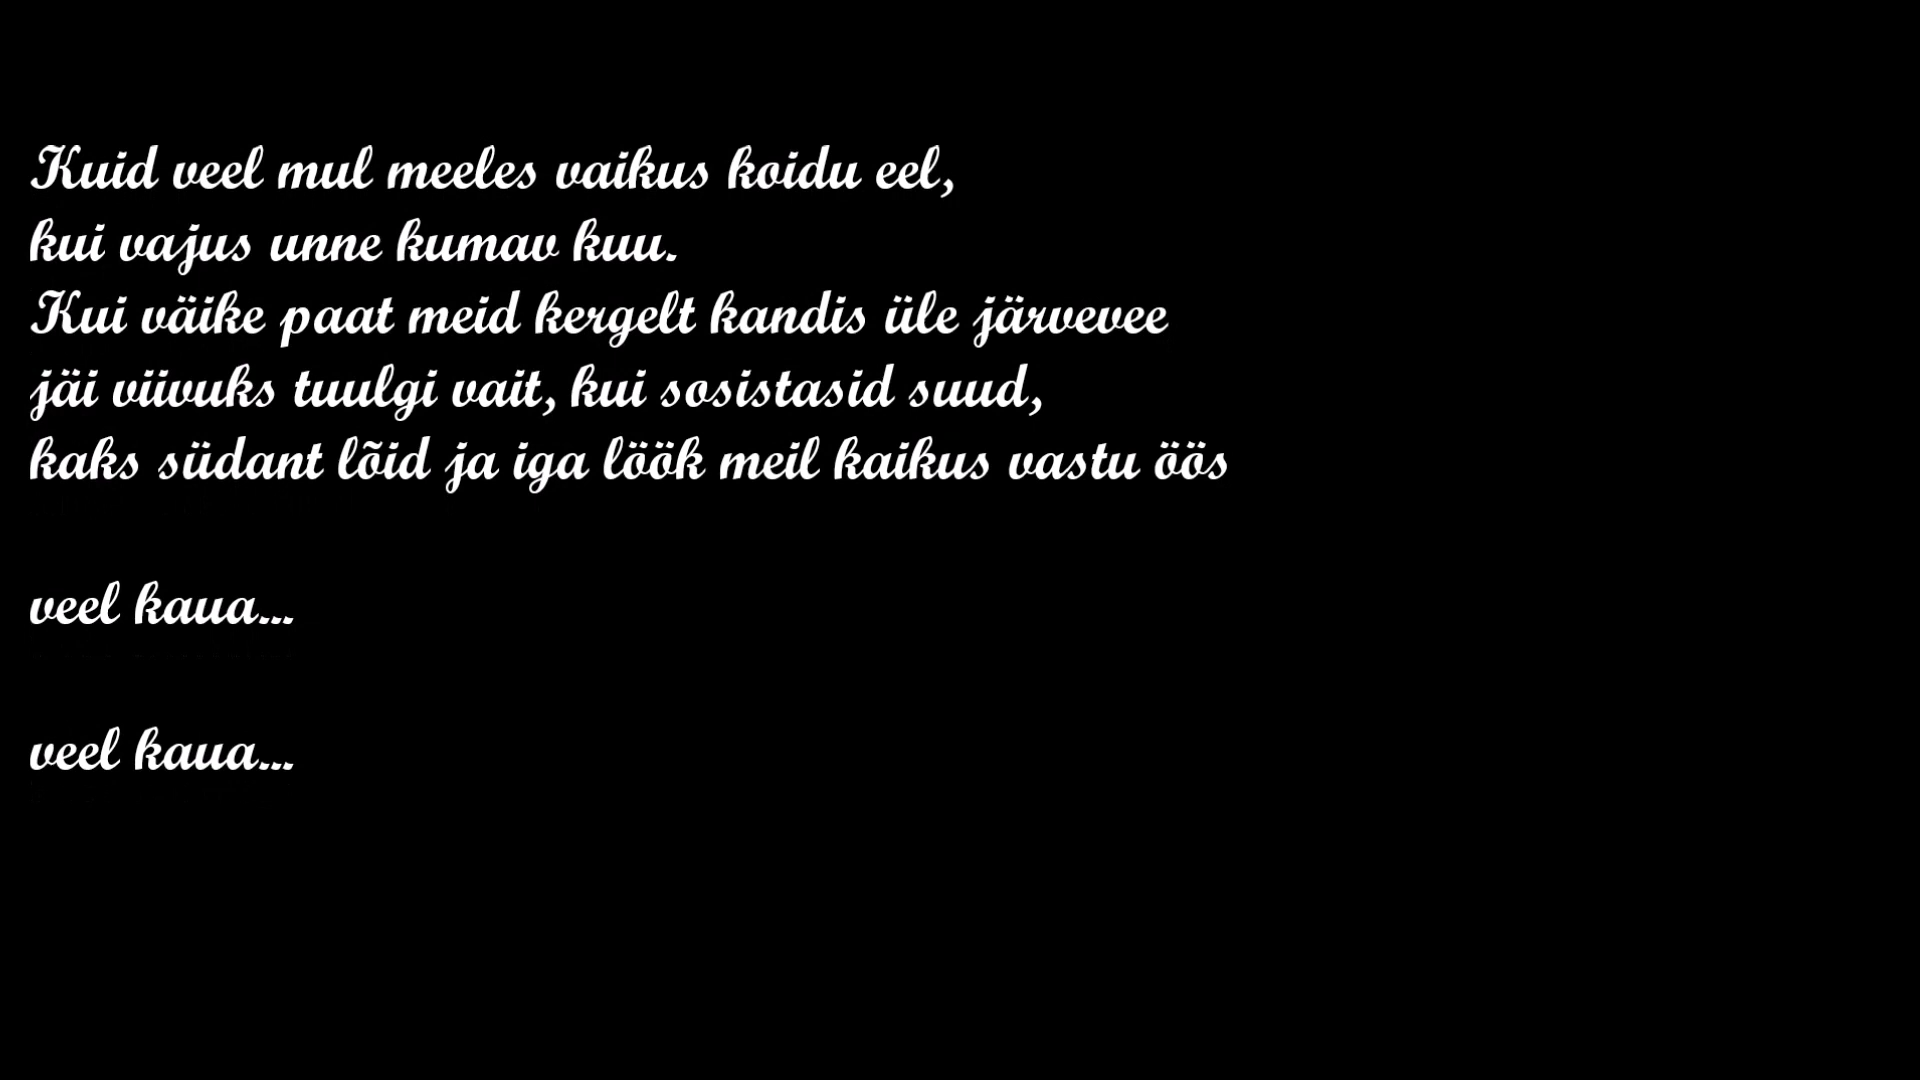 Kuid veel mul meeles vaikus koidu eel,
kui vajus unne kumav kuu.
Kui väike paat meid kergelt kandis üle järvevee
jäi viivuks tuulgi vait, kui sosistasid suud,
kaks südant lõid ja iga löök meil kaikus vastu öös
veel kaua...
veel kaua...